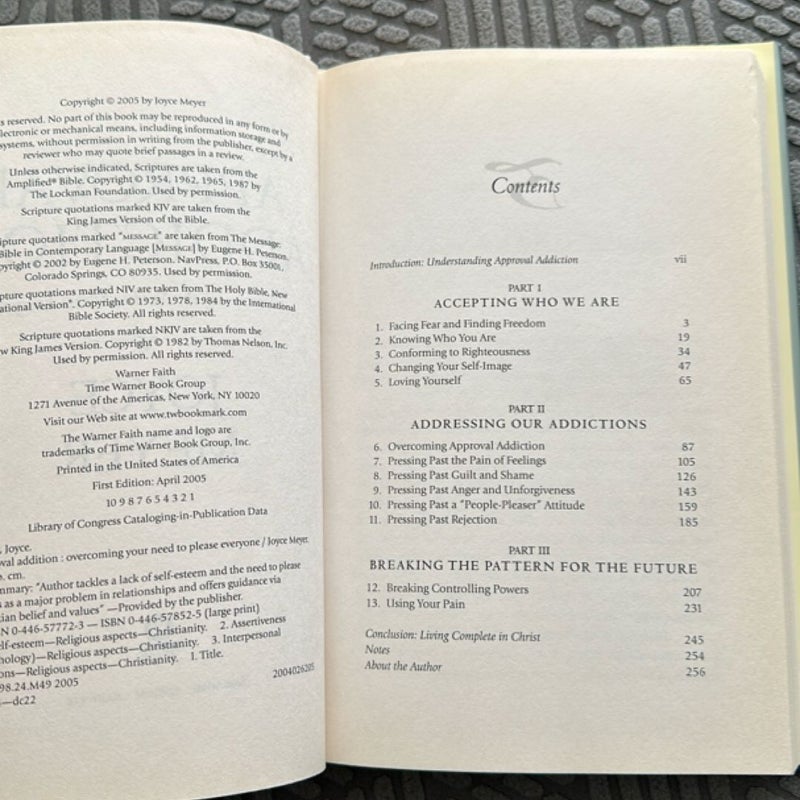 Copyright © 2005 by Joyce Meyer
s reserved. No part of this book may be reproduced in any form or by
lectronic or mechanical means, including information storage and
systems, without permission in writing from the publisher, except by a
reviewer who may quote brief passages in a review.
Unless otherwise indicated, Scriptures are taken from the
Amplified® Bible. Copyright © 1954, 1962, 1965, 1987 by
The Lockman Foundation. Used by permission.
Scripture quotations marked KJV are taken from the
King James Version of the Bible.
ipture quotations marked "MESSAGE" are taken from The Message:
Bible in Contemporary Language [MESSAGE] by Eugene H. Peterson.
pyright © 2002 by Eugene H. Peterson. NavPress, P.O. Box 35001,
Colorado Springs, CO 80935. Used by permission.
pture quotations marked NIV are taken from The Holy Bible, New
ational Version®. Copyright © 1973, 1978, 1984 by the International
Bible Society. All rights reserved.
Scripture quotations marked NKJV are taken from the
w King James Version. Copyright © 1982 by Thomas Nelson, Inc.
Used by permission. All rights reserved.
Warner Faith
Time Warner Book Group
1271 Avenue of the Americas, New York, NY 10020
Visit our Web site at www.twbookmark.com
The Warner Faith name and logo are
trademarks of Time Warner Book Group, Inc.
Printed in the United States of America
First Edition: April 2005
10 9 8 7 6 5 4 3 2 1
Library of Congress Cataloging-in-Publication Data
, Joyce.
val addition : overcoming your need to please everyone / Joyce Meyer.
. cm.
mmary: "Author tackles a lack of self-esteem and the need to please
s as a major problem in relationships and offers guidance via
tian belief and values" —Provided by the publisher.
N 0-446-57772-3 — ISBN 0-446-57852-5 (large print)
elf-esteem—Religious aspects—Christianity. 2. Assertiveness
hology)—Religious aspects—Christianity. 3. Interpersonal
ons—Religious aspects—Christianity. I. Title.
98.24.M49 2005
—dc22
2004026205
Contents
Introduction: Understanding Approval Addiction vii
PART I
ACCEPTING WHO WE ARE
1. Facing Fear and Finding Freedom 3
2. Knowing Who You Are 19
3. Conforming to Righteousness 34
4. Changing Your Self-Image 47
5. Loving Yourself 65
PART II
ADDRESSING OUR ADDICTIONS
6. Overcoming Approval Addiction 87
7. Pressing Past the Pain of Feelings 105
8. Pressing Past Guilt and Shame 126
9. Pressing Past Anger and Unforgiveness 143
10. Pressing Past a "People-Pleaser" Attitude 159
11. Pressing Past Rejection 185
PART III
BREAKING THE PATTERN FOR THE FUTURE
12. Breaking Controlling Powers 207
13. Using Your Pain 231
Conclusion: Living Complete in Christ 245
Notes 254
About the Author 256